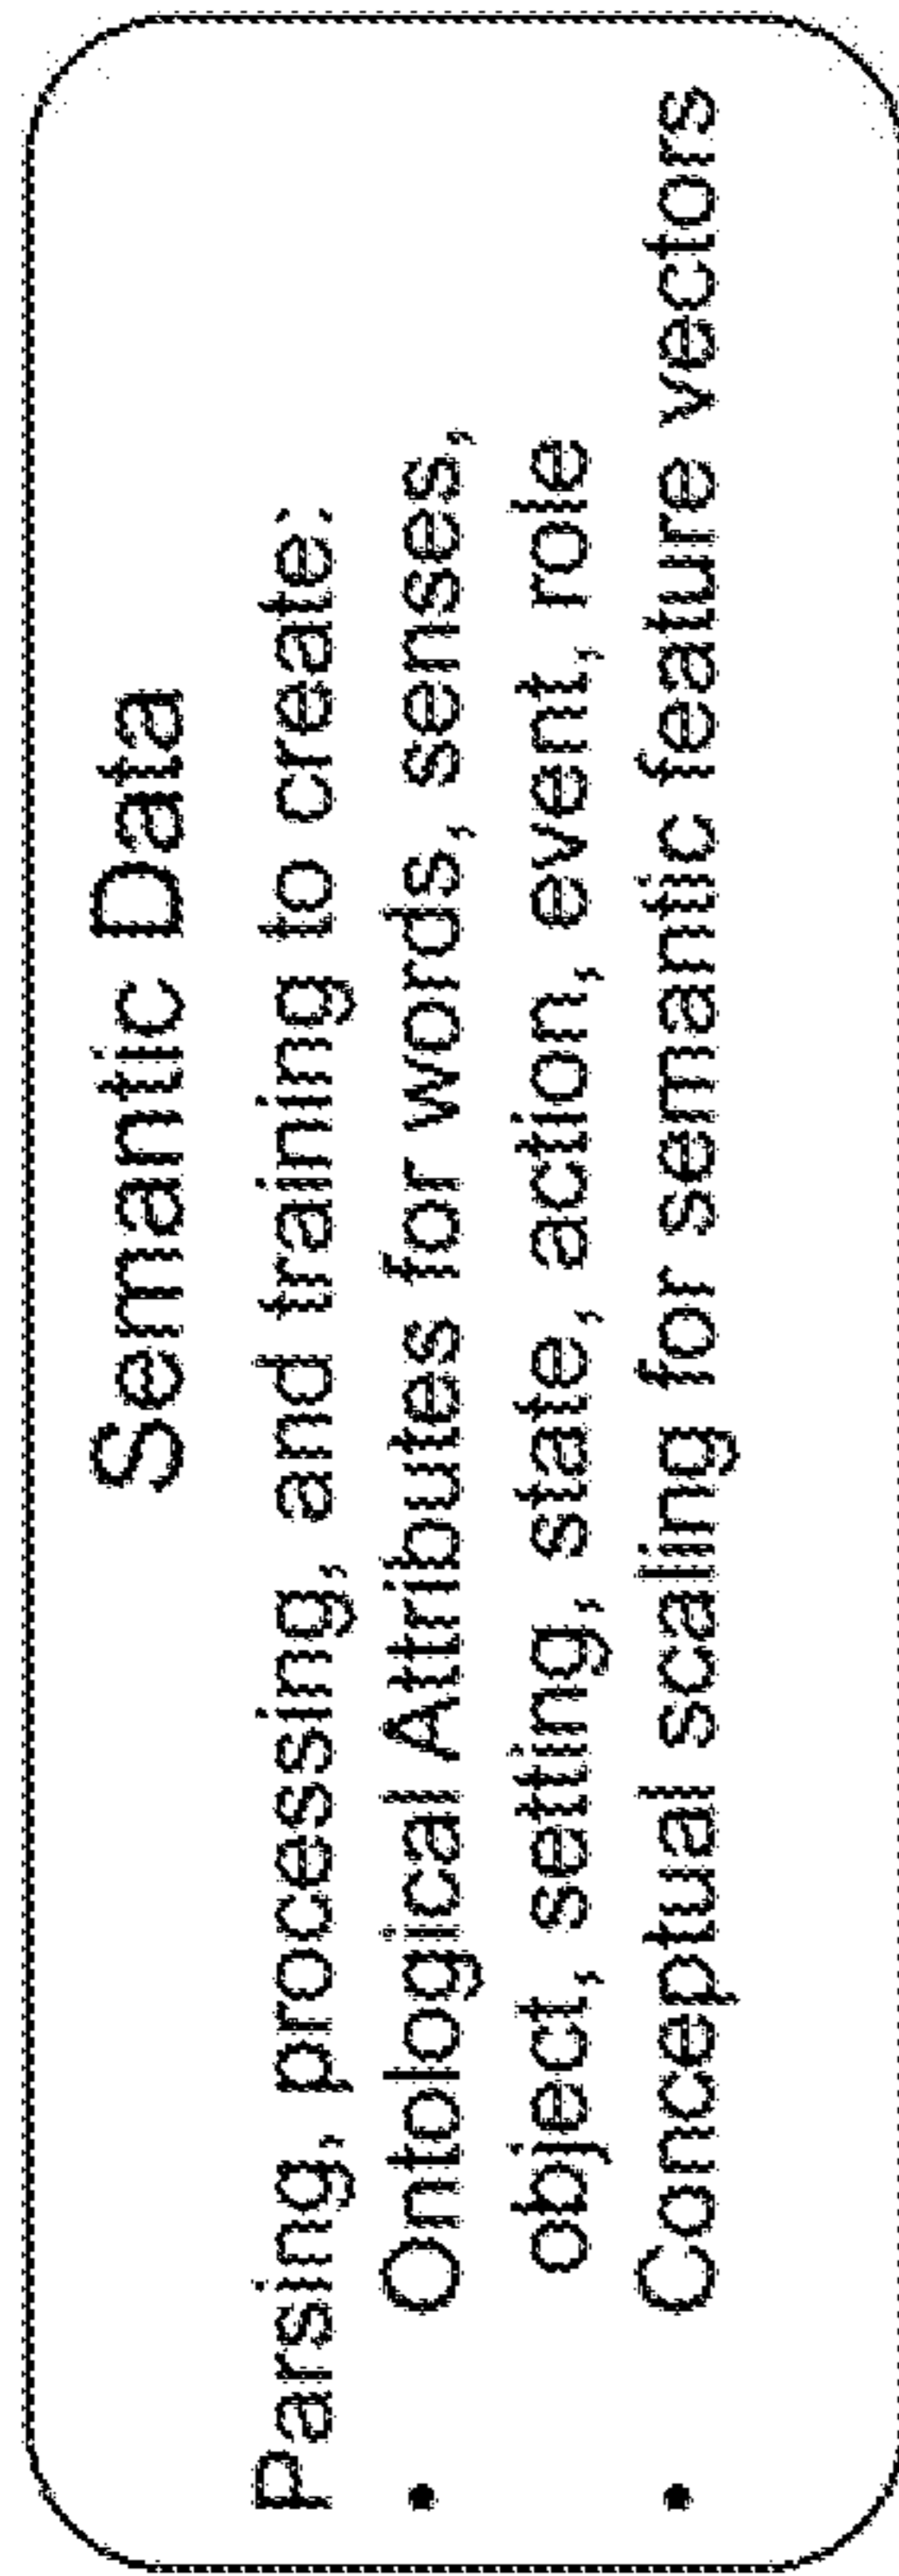 Semantic Data
Parsing, processing, and training to create:
• Ontological Attributes for words, senses,
object, setting, state, action, event, role
• Conceptual scaling for semantic feature vectors